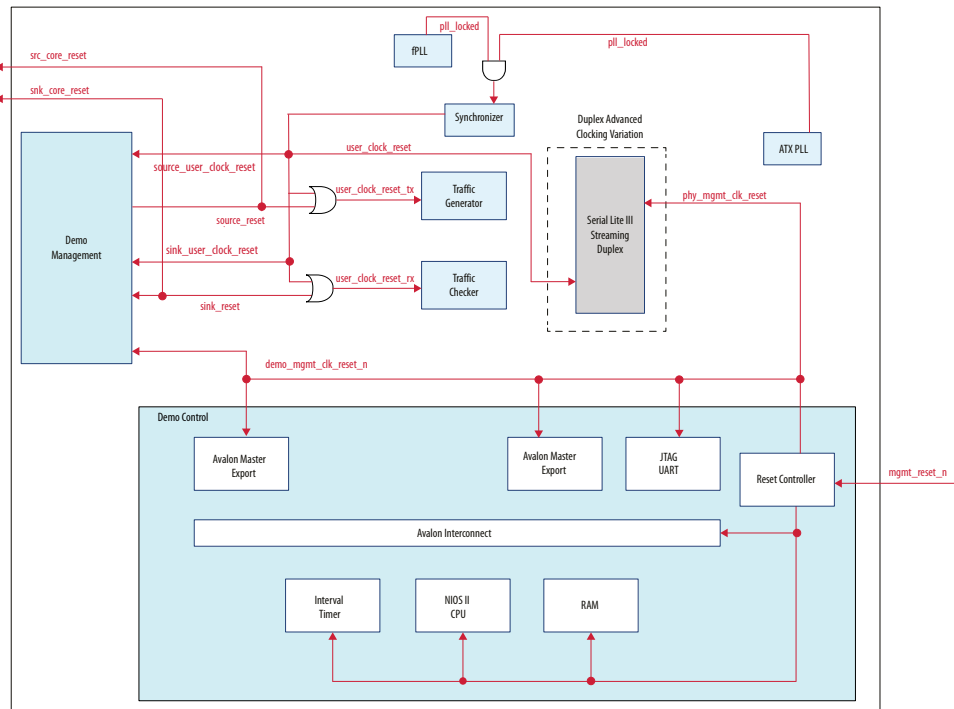 pll_locked
fPLL
pll_locked
src_core_reset
snk_core_reset
Synchronizer
Duplex Advanced
Clocking Variation
ATX PLL
user_clock_reset
source_user_clock_reset
user_clock_reset_tx
Traffic
Generator
phy_mgmt_clk_reset
source_reset
Serial Lite III
Streaming
Duplex
Demo
Management
sink_user_clock_reset
user_clock_reset_rx
Traffic
Checker
sink_reset
demo_mgmt_clk_reset_n
Demo Control
Avalon Master
Export
Avalon Master
Export
JTAG
UART
Reset Controller
mgmt_reset_n
Avalon Interconnect
Interval
Timer
NIOS II
CPU
RAM